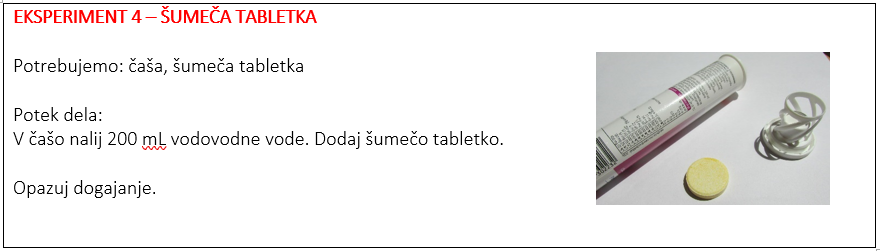 EKSPERIMENT 4 – ŠUMEČA TABLETKA
Potrebujemo: čaša, šumeča tabletka
Potek dela:
V čašo nalij 200 mL vodovodne vode. Dodaj šumečo tabletko.
Opazuj dogajanje.